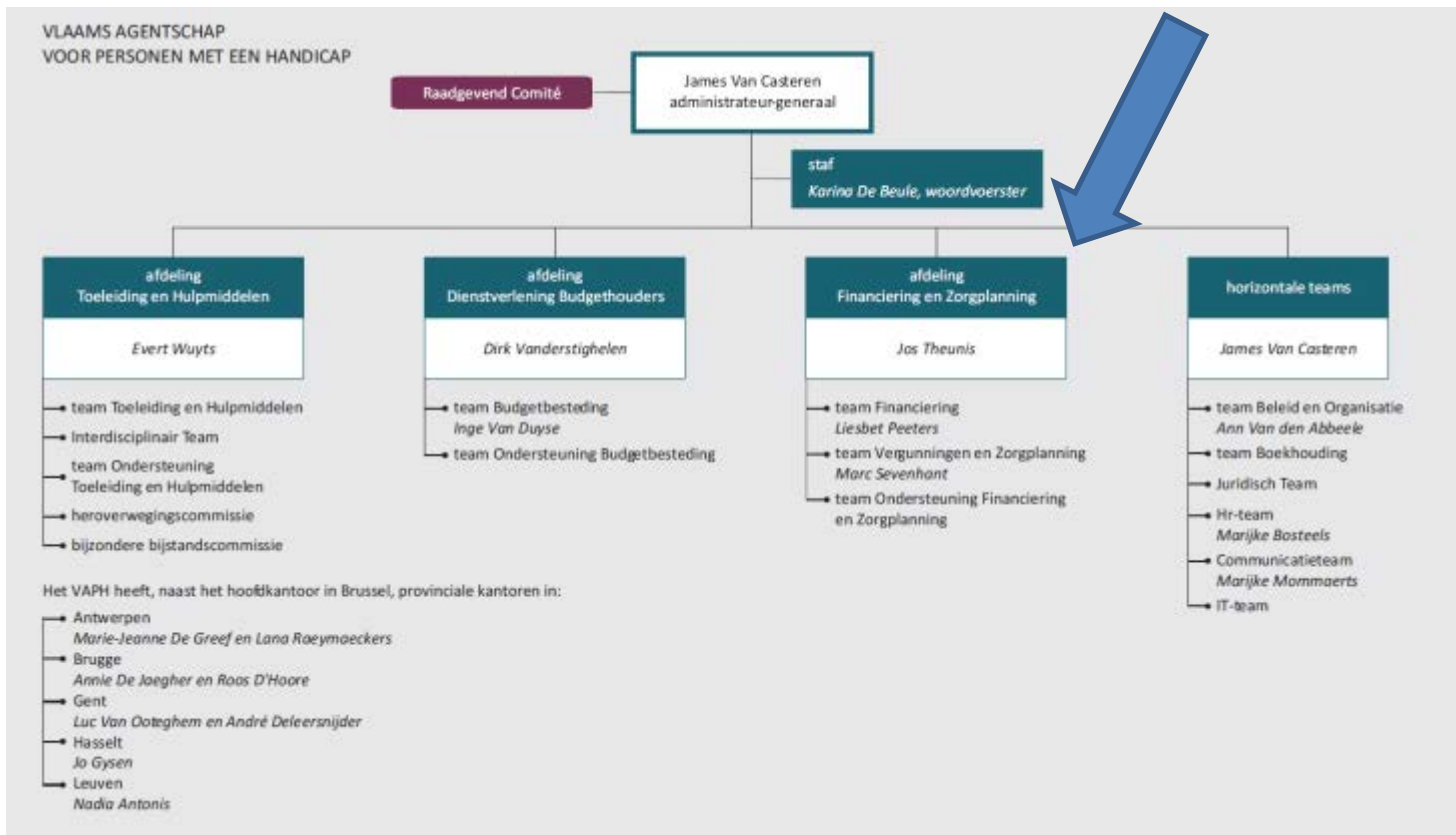 VLAAMS AGENTSCHAP
VOOR PERSONEN MET EEN HANDICAP
Raadgevend Comité
James Van Casteren
administrateur-generaal
staf
Karina De Beule, woordvoerster
afdeling
Toeleiding en Hulpmiddelen
Evert Wuyts
team Toeleiding en Hulpmiddelen
Interdisciplinair Team
team Ondersteuning
Toeleiding en Hulpmiddelen
heroverwegingscommissie
bijzondere bijstandscommissie
afdeling
Dienstverlening Budgethouders
Dirk Vanderstighelen
team Budgetbesteding
Inge Van Duyse
team Ondersteuning Budgetbesteding
afdeling
Financiering en Zorgplanning
Jos Theunis
team Financiering
Liesbet Peeters
team Vergunningen en Zorgplanning
Marc Sevenhant
team Ondersteuning Financiering
en Zorgplanning
horizontale teams
James Van Casteren
team Beleid en Organisatie
Ann Van den Abbeele
team Boekhouding
Juridisch Team
Hr-team
Marijke Bosteels
Communicatieteam
Marijke Mommaerts
IT-team
Het VAPH heeft, naast het hoofdkantoor in Brussel, provinciale kantoren in:
Antwerpen
Marie-Jeanne De Greef en Lana Raeymaeckers
Brugge
Annie De Jaegher en Roos D'Hoore
Gent
Luc Van Ooteghem en André Deleersnijder
Hasselt
Jo Gysen
Leuven
Nadia Antonis